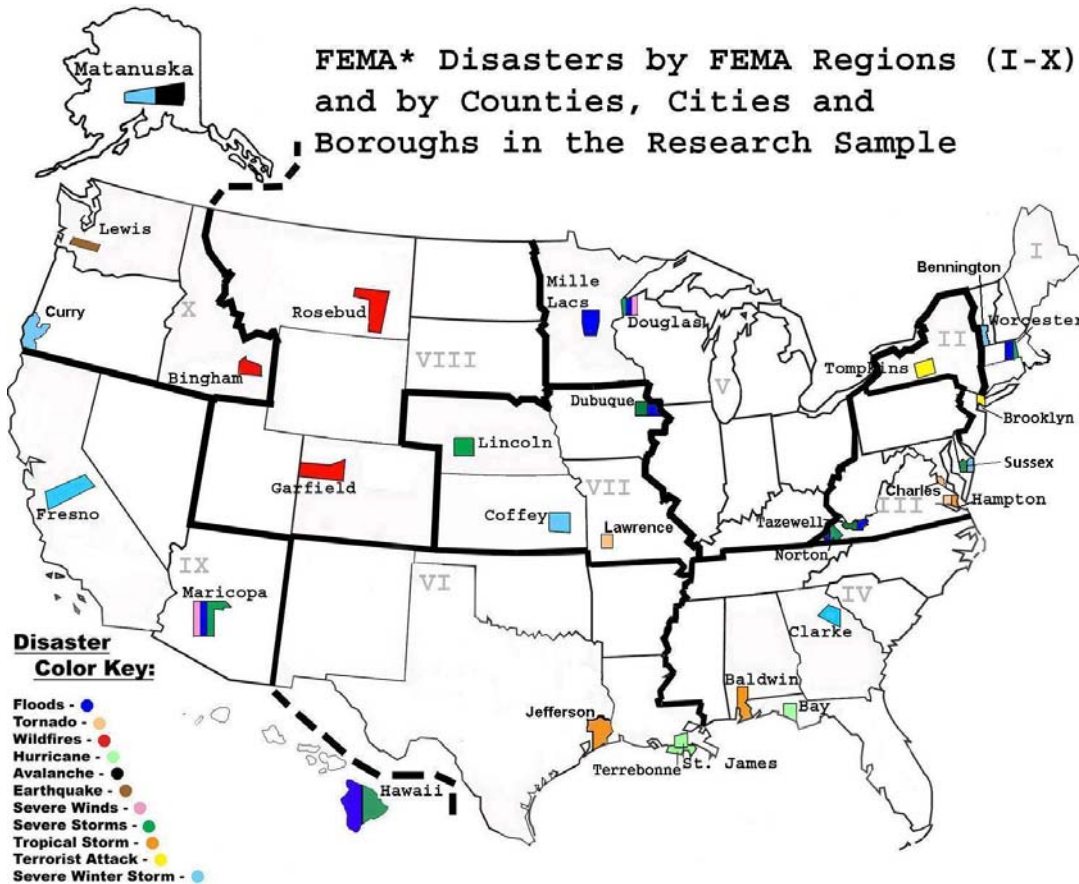 FEMA* Disasters by FEMA Regions (I-X)
and by Counties, Cities and
Boroughs in the Research Sample
Matanuska
Lewis
Curry
X
Rosebud
Bingham
VIII
Mille
Lacs
Douglas
V
Bennington
I
Worcester
II
Tompkins
Brooklyn
Dubuque
Lincoln
Garfield
VII
Coffey
Lawrence
Sussex
Charles
III
Hampton
Tazewell
Norton
Fresno
IX
Maricopa
VI
IV
Clarke
Baldwin
Bay
Jefferson
Terrebonne
St. James
Hawaii
Disaster
Color Key:
Floods -
Tornado -
Wildfires -
Hurricane -
Avalanche -
Earthquake -
Severe Winds -
Severe Storms -
Tropical Storm -
Terrorist Attack -
Severe Winter Storm -